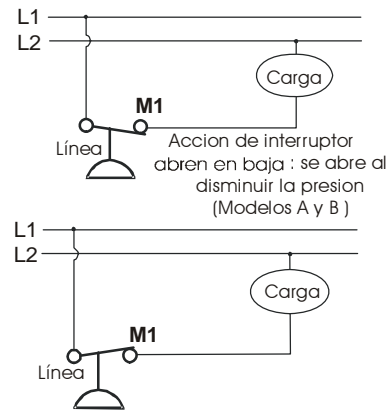 L1
L2
Carga
M1
Línea
Accion de interruptor
abren en baja : se abre al
disminuir la presion
(Modelos A y B )
L1
L2
Carga
M1
Línea